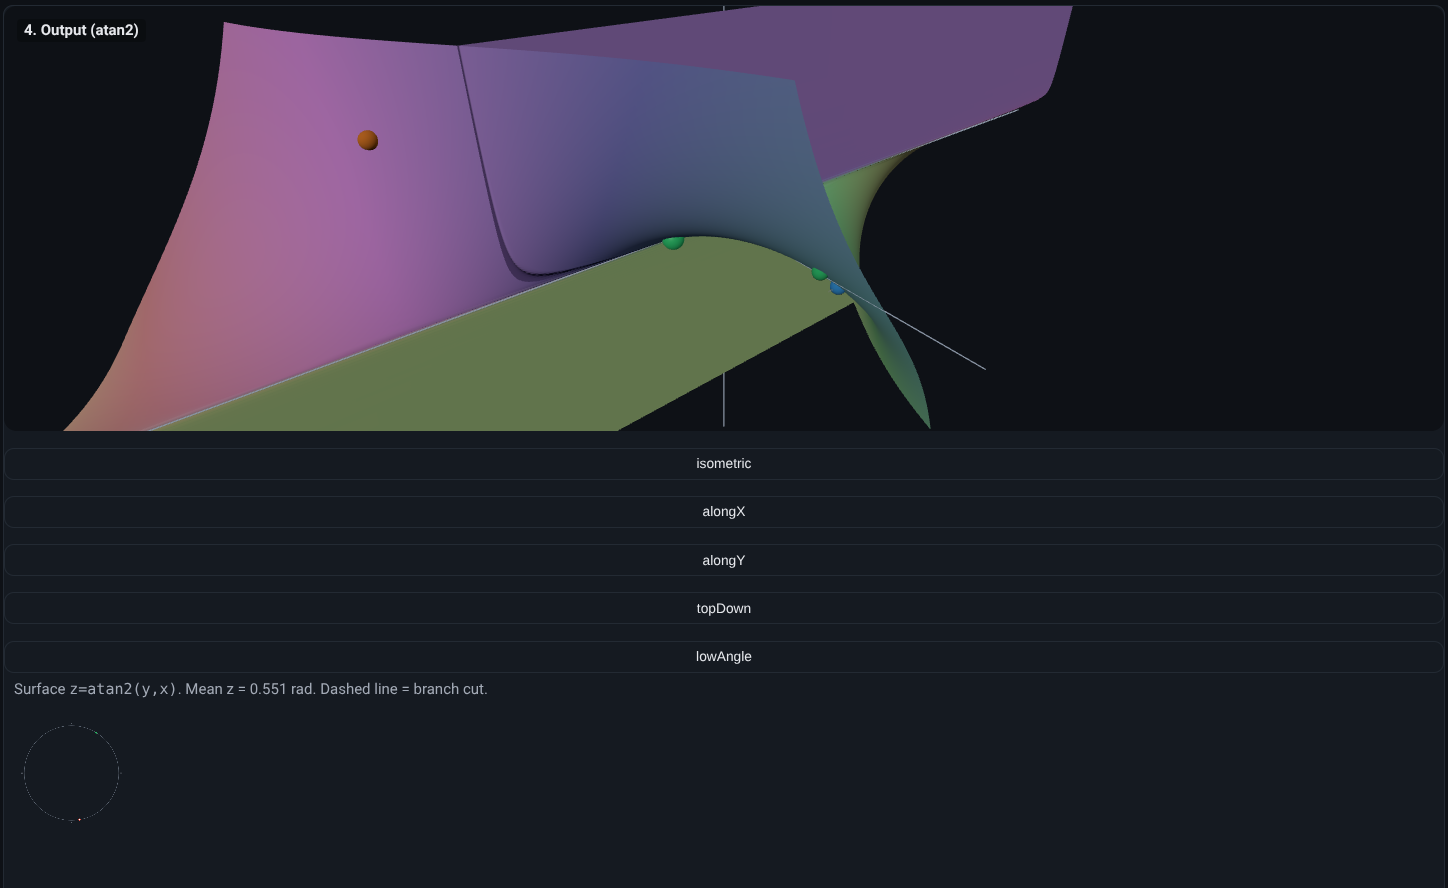 4. Output (atan2)
isometric
alongX
alongY
topDown
lowAngle
Surface z=atan2(y,x). Mean z = 0.551 rad. Dashed line = branch cut.